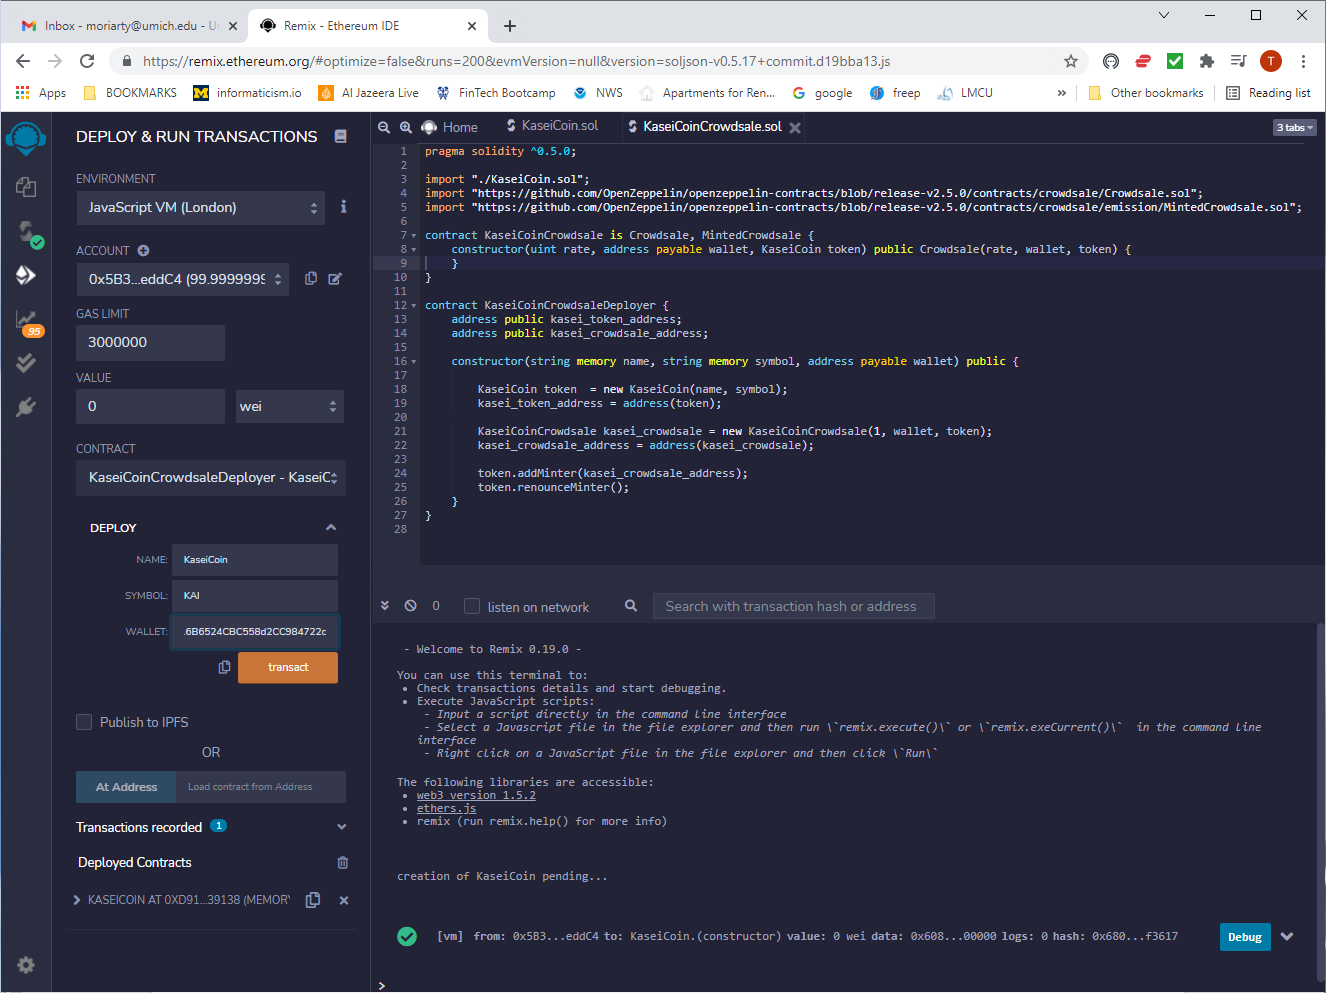 Inbox - moriarty@umich.edu - U
Remix - Ethereum IDE
https://remix.ethereum.org/#optimize=false&runs=200&evmVersion=null&version=soljson-v0.5.17+commit.d19bba13.js
T
Apps
BOOKMARKS
informaticism.io
Al Jazeera Live
FinTech Bootcamp
NWS
Apartments for Ren...
google
freep
LMCU
»
Other bookmarks
Reading list
DEPLOY & RUN TRANSACTIONS
ENVIRONMENT
JavaScript VM (London)
ACCOUNT
0x5B3...eddC4 (99.9999999
GAS LIMIT
3000000
95
VALUE
0
wei
CONTRACT
KaseiCoinCrowdsaleDeployer - KaseiC
DEPLOY
NAME:
KaseiCoin
SYMBOL:
KAI
WALLET:
.6B6524CBC558d2CC984722c
transact
Publish to IPFS
OR
At Address
Load contract from Address
Transactions recorded 1
Deployed Contracts
KASEICOIN AT 0XD91...39138 (MEMORY
Home
KaseiCoin.sol
KaseiCoinCrowdsale.sol
3 tabs
1 pragma solidity ^0.5.0;
2
3 import "./KaseiCoin.sol";
4 import "https://github.com/OpenZeppelin/openzeppelin-contracts/blob/release-v2.5.0/contracts/crowdsale/Crowdsale.sol";
5 import "https://github.com/OpenZeppelin/openzeppelin-contracts/blob/release-v2.5.0/contracts/crowdsale/emission/MintedCrowdsale.sol";
6
7 contract KaseiCoinCrowdsale is Crowdsale, MintedCrowdsale {
8 constructor(uint rate, address payable wallet, KaseiCoin token) public Crowdsale(rate, wallet, token) {
9 }
10 }
11
12 contract KaseiCoinCrowdsaleDeployer {
13 address public kasei_token_address;
14 address public kasei_crowdsale_address;
15
16 constructor(string memory name, string memory symbol, address payable wallet) public {
17
18 KaseiCoin token  = new KaseiCoin(name, symbol);
19 kasei_token_address = address(token);
20
21 KaseiCoinCrowdsale kasei_crowdsale = new KaseiCoinCrowdsale(1, wallet, token);
22 kasei_crowdsale_address = address(kasei_crowdsale);
23
24 token.addMinter(kasei_crowdsale_address);
25 token.renounceMinter();
26 }
27 }
28
0
listen on network
Search with transaction hash or address
- Welcome to Remix 0.19.0 -
You can use this terminal to:
• Check transactions details and start debugging.
• Execute JavaScript scripts:
- Input a script directly in the command line interface
- Select a Javascript file in the file explorer and then run \`remix.execute()\` or \`remix.exeCurrent()\`  in the command line
interface
- Right click on a JavaScript file in the file explorer and then click \`Run\`
The following libraries are accessible:
• web3 version 1.5.2
• ethers.js
• remix (run remix.help() for more info)
creation of KaseiCoin pending...
[vm] from: 0x5B3...eddC4 to: KaseiCoin.(constructor) value: 0 wei data: 0x608...00000 logs: 0 hash: 0x680...f3617
Debug
>